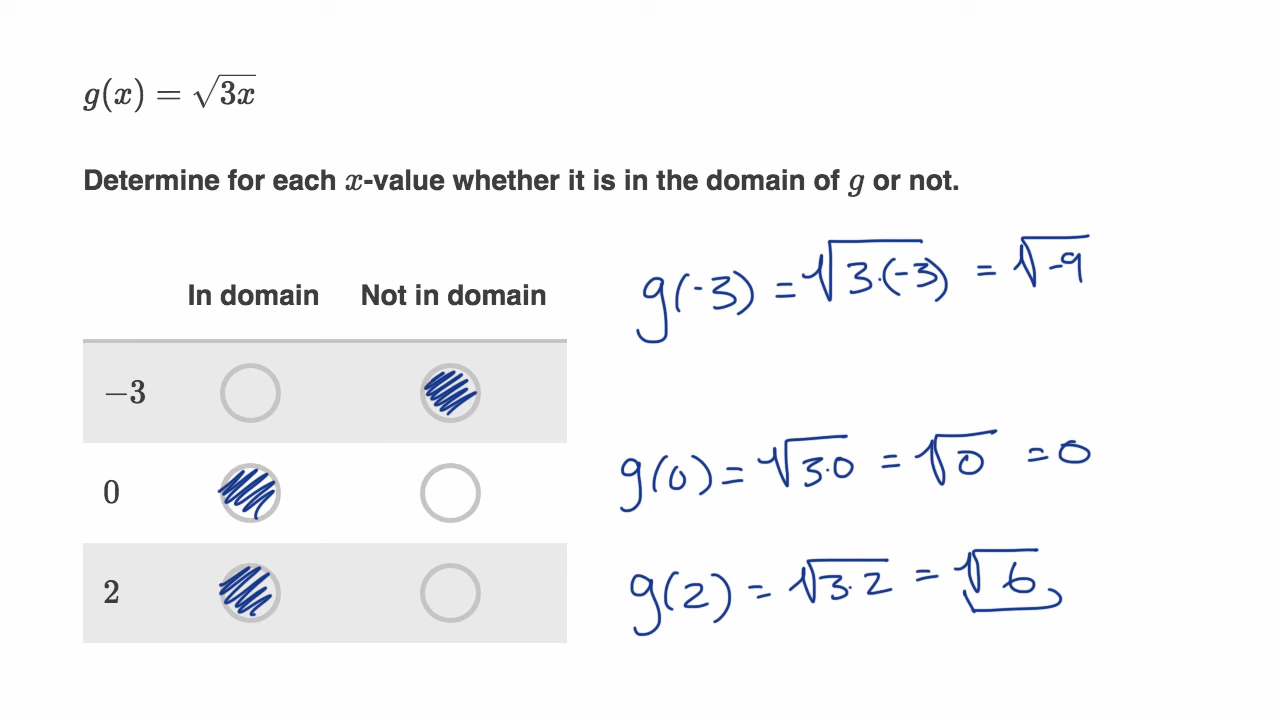 g(x) = √3x
Determine for each x-value whether it is in the domain of g or not.
In domain Not in domain
g(-3) = √3·(-3) = √-9
−3
g(0) = √3·0 = √0 = 0
0
g(2) = √3·2 = √6
2